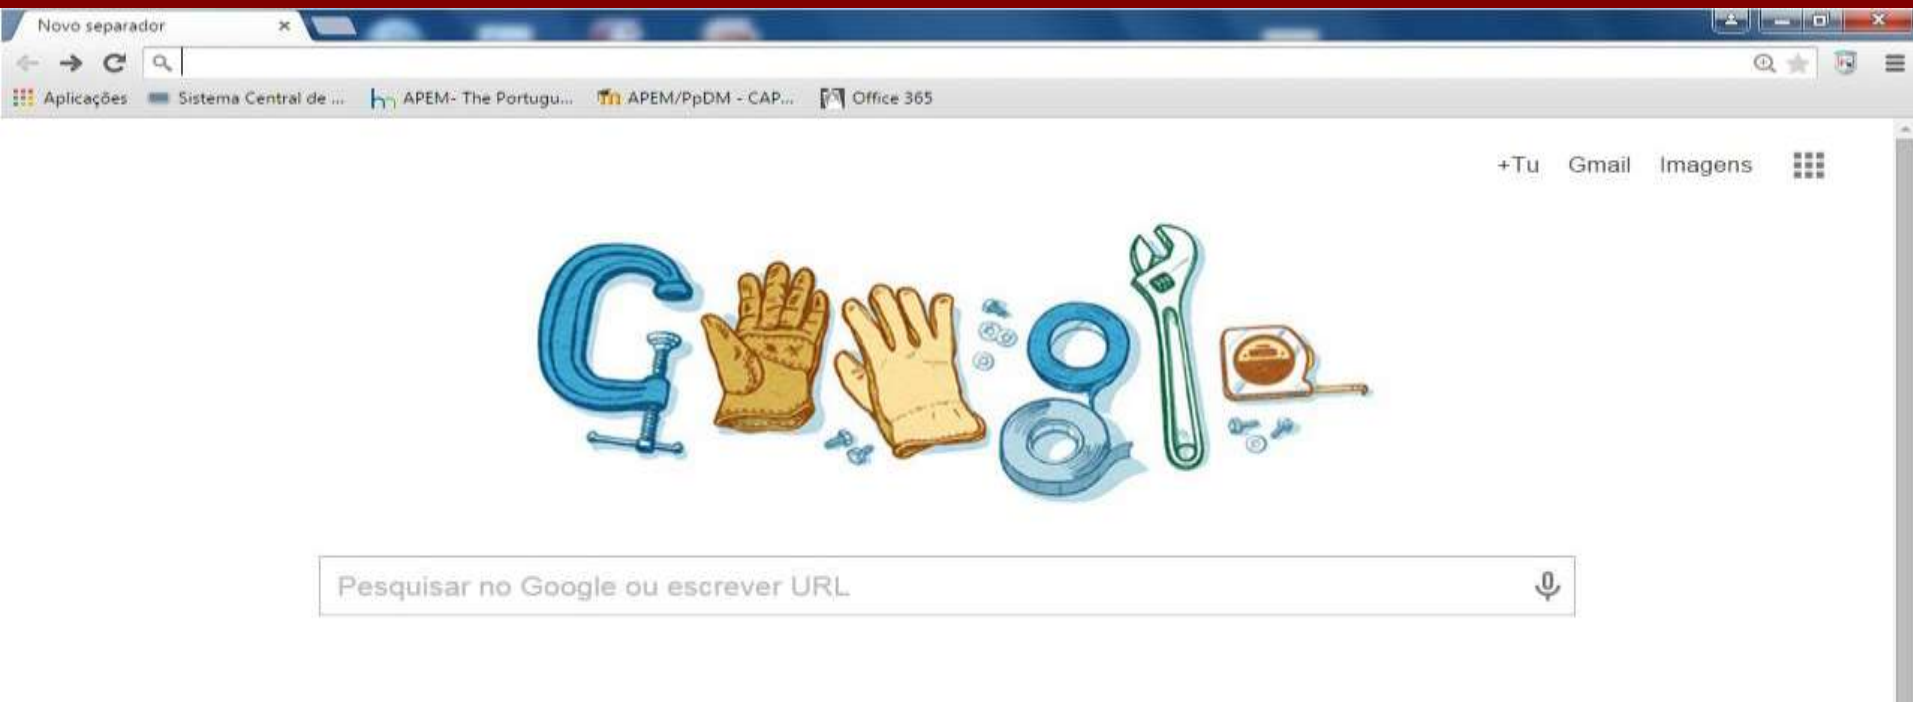 Novo separador
Aplicações Sistema Central de ... APEM- The Portugu... APEM/PpDM - CAP... Office 365
+Tu Gmail Imagens
Google
Pesquisar no Google ou escrever URL